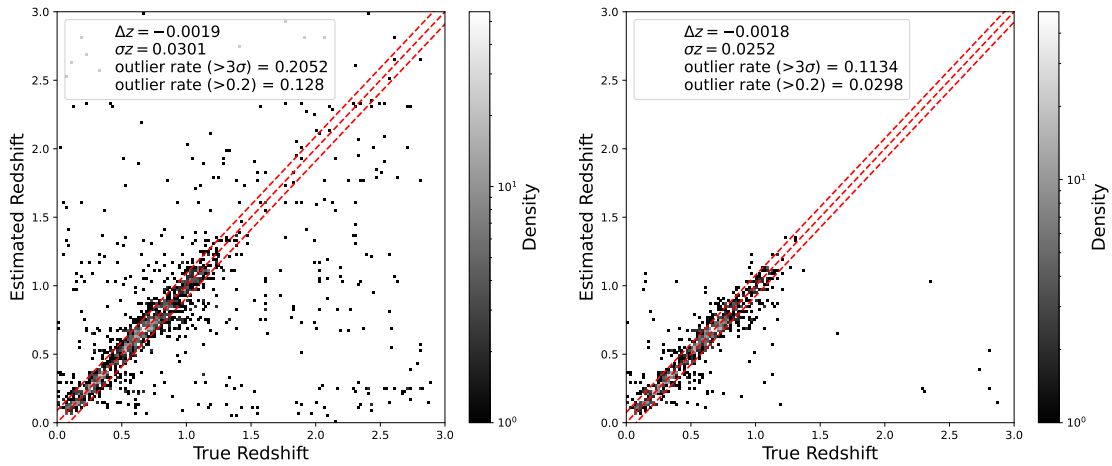 Δz = −0.0019
σz = 0.0301
outlier rate (>3σ) = 0.2052
outlier rate (>0.2) = 0.128
3.0
2.5
2.0
1.5
1.0
0.5
0.0
Estimated Redshift
0.0 0.5 1.0 1.5 2.0 2.5 3.0
True Redshift
10¹
10⁰
Density
Δz = −0.0018
σz = 0.0252
outlier rate (>3σ) = 0.1134
outlier rate (>0.2) = 0.0298
3.0
2.5
2.0
1.5
1.0
0.5
0.0
Estimated Redshift
0.0 0.5 1.0 1.5 2.0 2.5 3.0
True Redshift
10¹
10⁰
Density